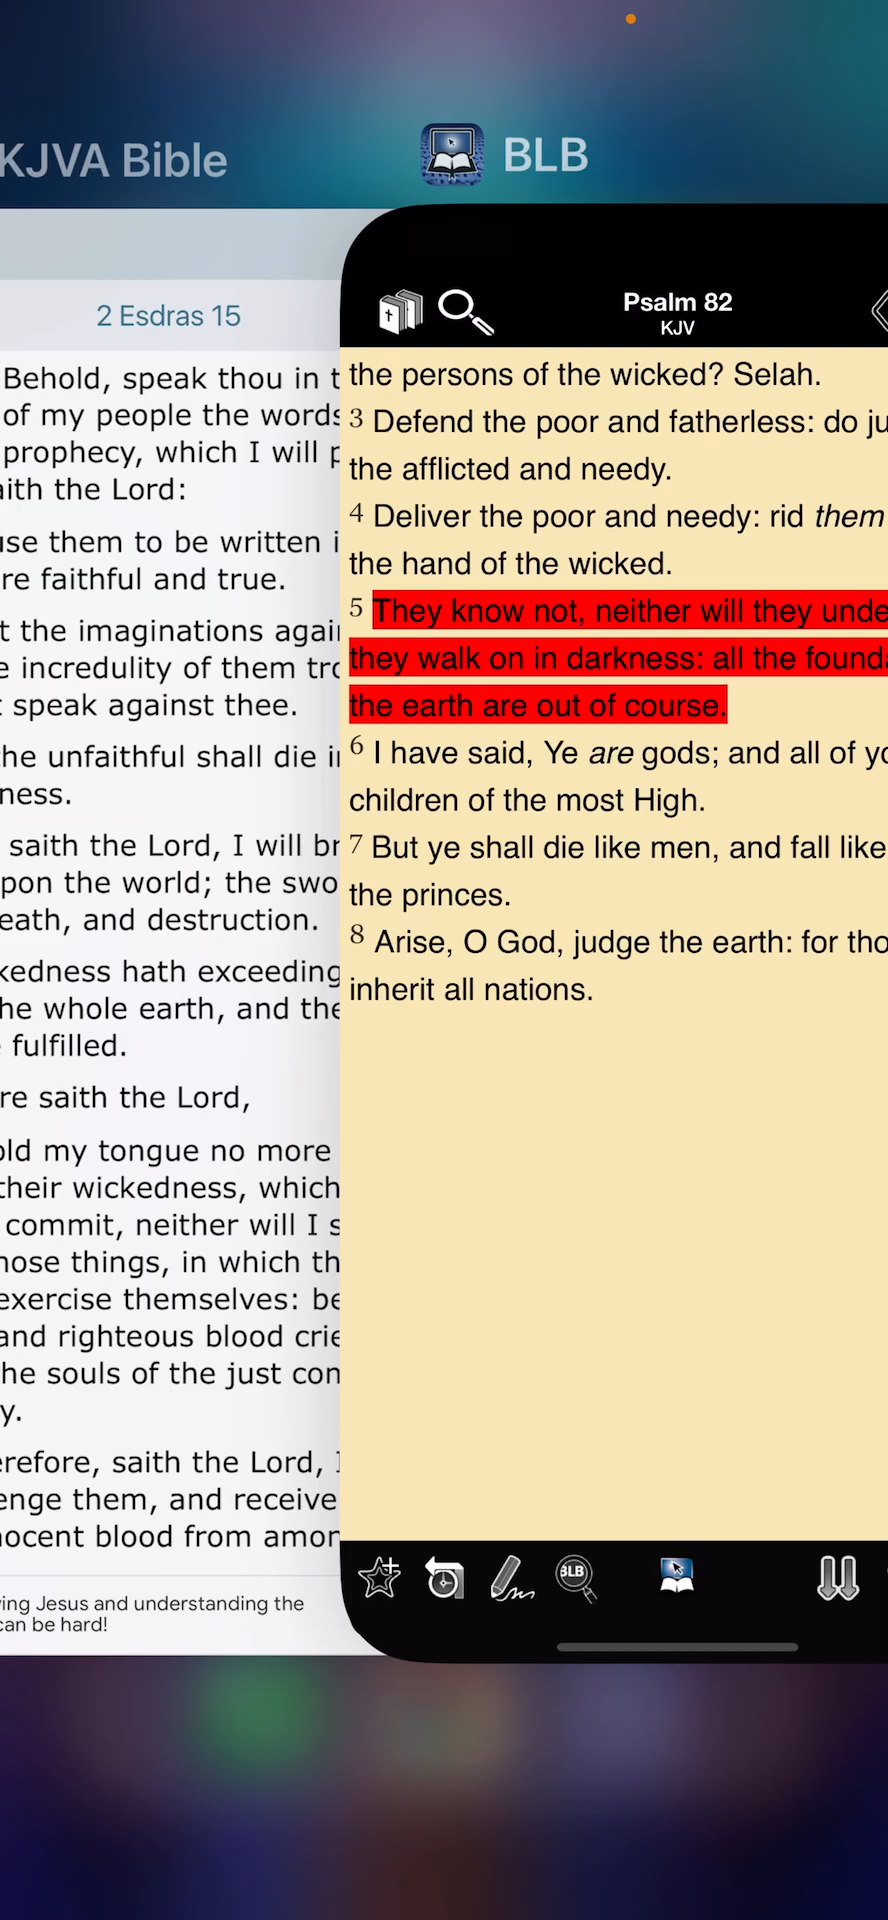 KJVA Bible
BLB
2 Esdras 15
Behold, speak thou in t
of my people the words
prophecy, which I will p
aith the Lord:
use them to be written i
re faithful and true.
t the imaginations agai
e incredulity of them tro
t speak against thee.
he unfaithful shall die i
ness.
saith the Lord, I will br
pon the world; the swo
eath, and destruction.
kedness hath exceeding
he whole earth, and the
fulfilled.
re saith the Lord,
old my tongue no more
their wickedness, which
commit, neither will I s
hose things, in which th
exercise themselves: be
and righteous blood crie
he souls of the just con
y.
erefore, saith the Lord, I
enge them, and receive
nocent blood from amon
ing Jesus and understanding the
can be hard!
Psalm 82
KJV
the persons of the wicked? Selah.
3 Defend the poor and fatherless: do ju
the afflicted and needy.
4 Deliver the poor and needy: rid them
the hand of the wicked.
5 They know not, neither will they unde
they walk on in darkness: all the founda
the earth are out of course.
6 I have said, Ye are gods; and all of yo
children of the most High.
7 But ye shall die like men, and fall like
the princes.
8 Arise, O God, judge the earth: for tho
inherit all nations.
BLB